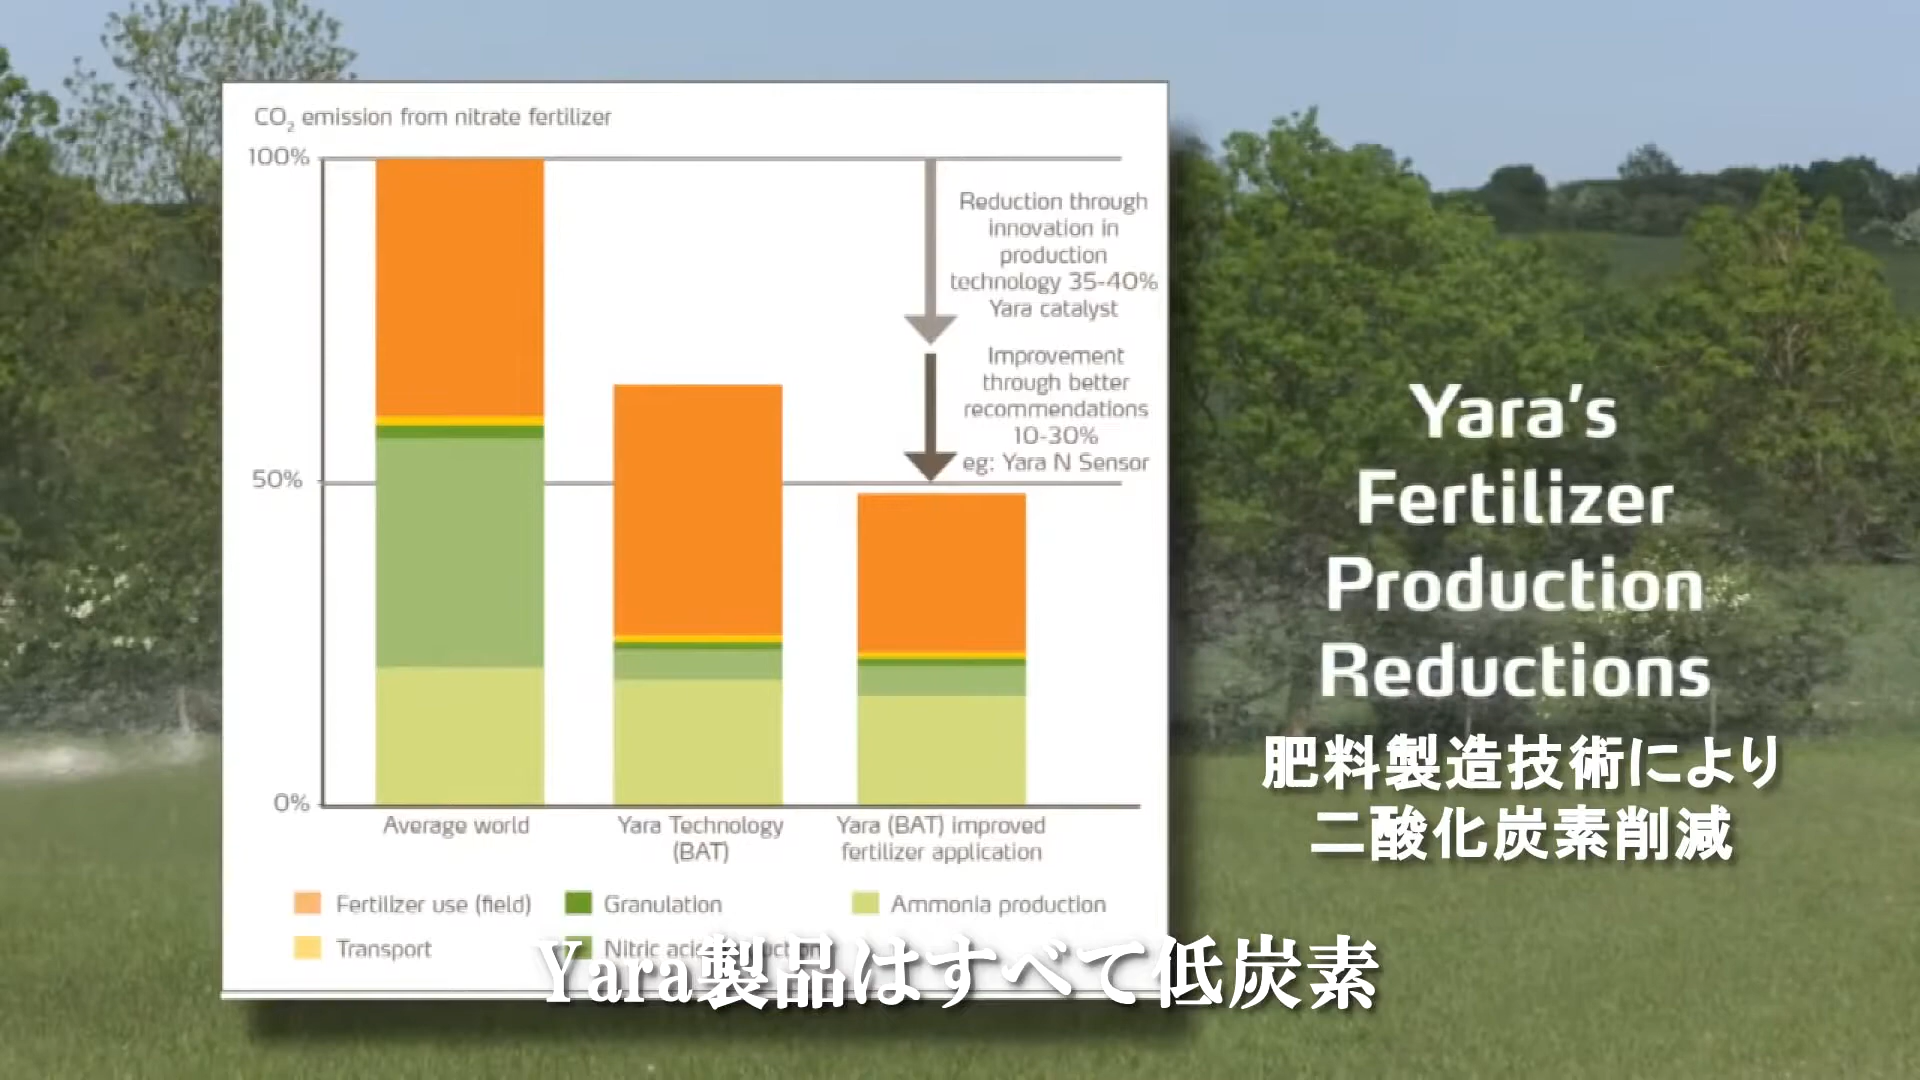 CO₂ emission from nitrate fertilizer
100%
50%
0%
Reduction through
innovation in
production
technology 35-40%
Yara catalyst
Improvement
through better
recommendations
10-30%
eg: Yara N Sensor
Average world
Yara Technology
(BAT)
Yara (BAT) improved
fertilizer application
Fertilizer use (field)
Granulation
Ammonia production
Transport
Nitric
Yara's
Fertilizer
Production
Reductions
肥料製造技術により
二酸化炭素削減
Yara製品はすべて低炭素